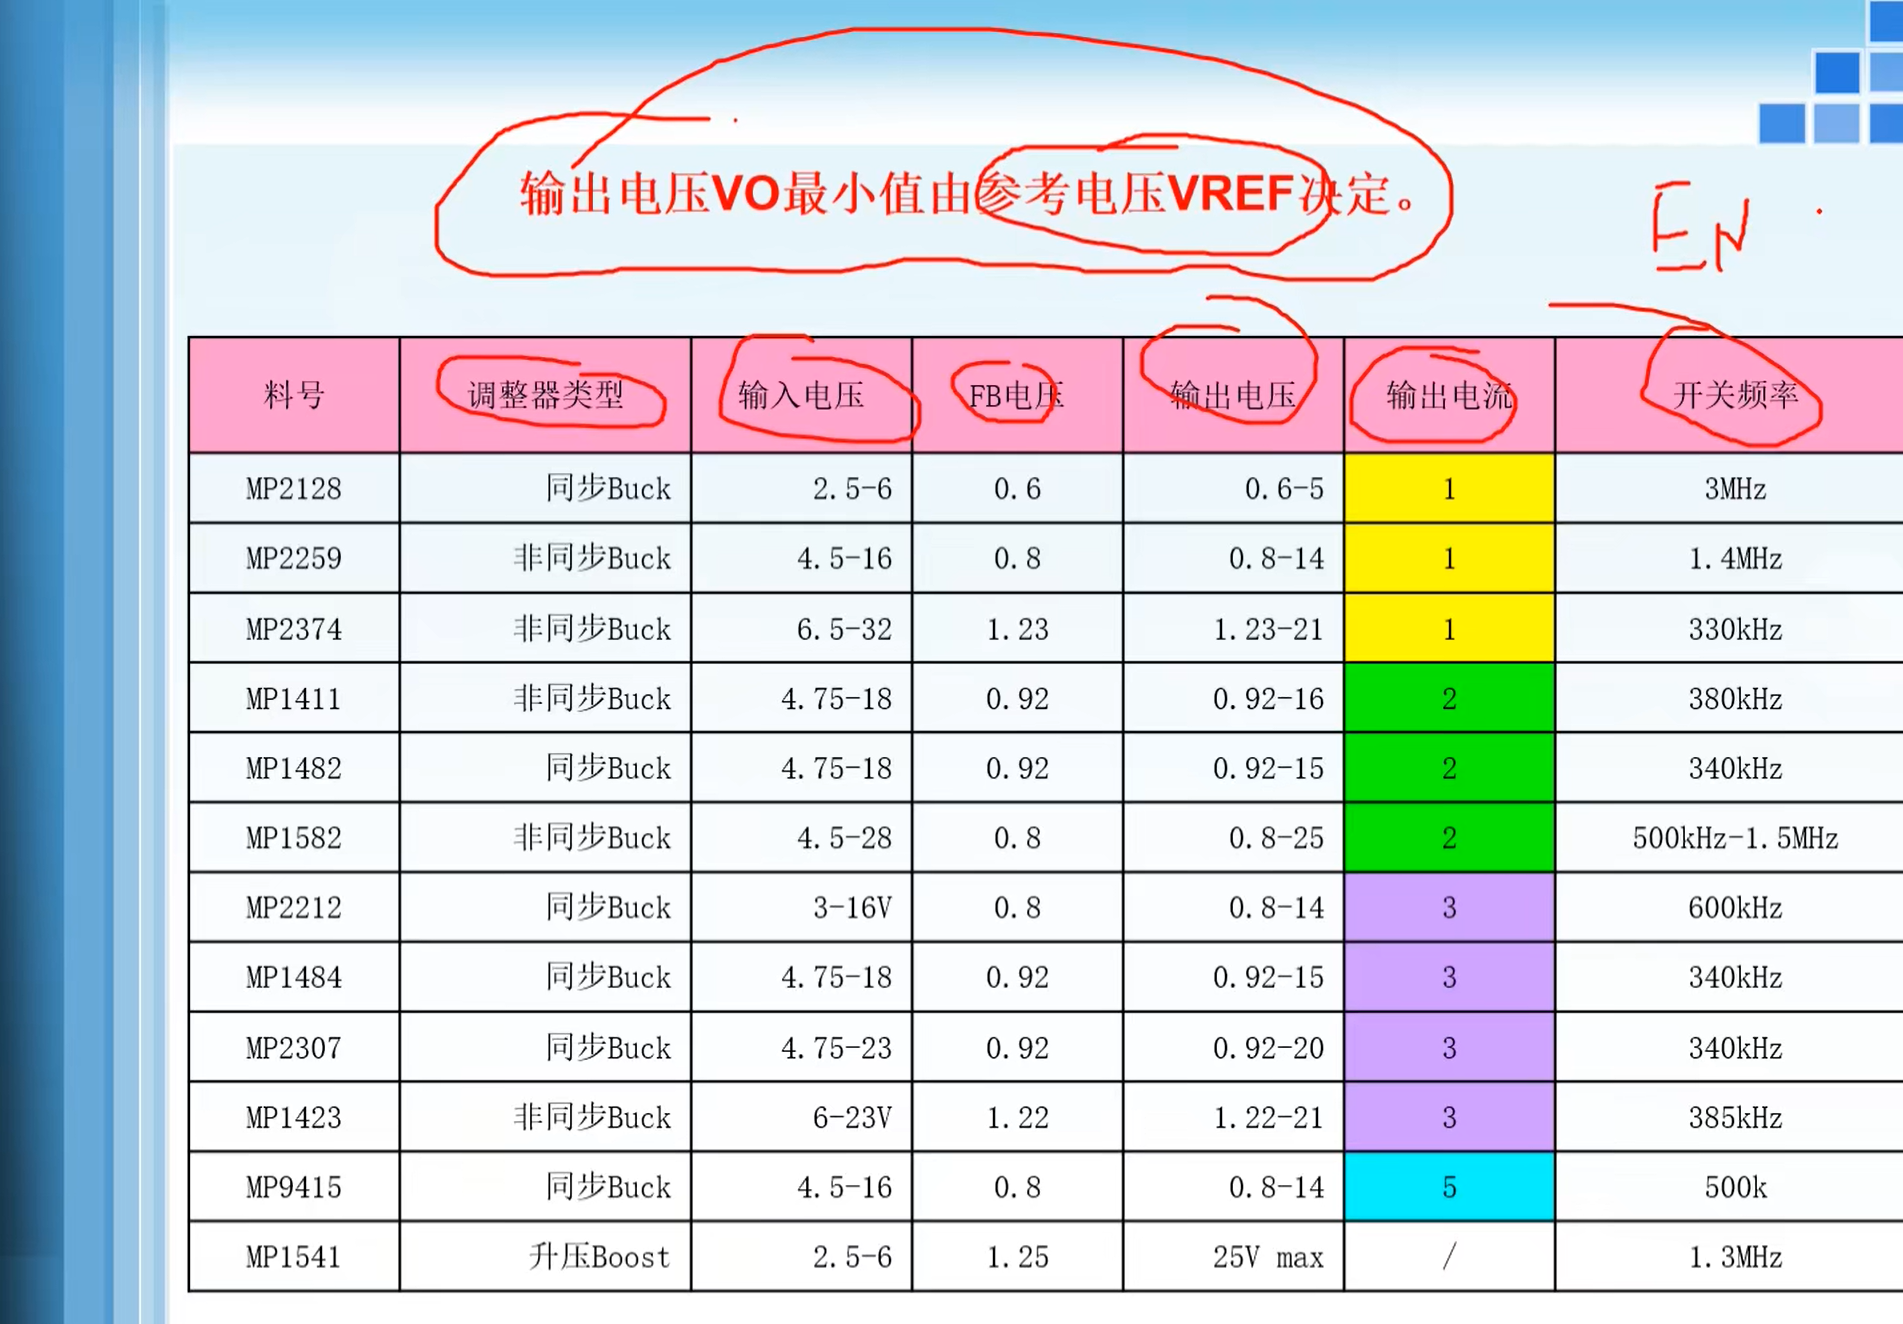 输出电压VO最小值由参考电压VREF决定。
EN
料号 调整器类型 输入电压 FB电压 输出电压 输出电流 开关频率
MP2128 同步Buck 2.5-6 0.6 0.6-5 1 3MHz
MP2259 非同步Buck 4.5-16 0.8 0.8-14 1 1.4MHz
MP2374 非同步Buck 6.5-32 1.23 1.23-21 1 330kHz
MP1411 非同步Buck 4.75-18 0.92 0.92-16 2 380kHz
MP1482 同步Buck 4.75-18 0.92 0.92-15 2 340kHz
MP1582 非同步Buck 4.5-28 0.8 0.8-25 2 500kHz-1.5MHz
MP2212 同步Buck 3-16V 0.8 0.8-14 3 600kHz
MP1484 同步Buck 4.75-18 0.92 0.92-15 3 340kHz
MP2307 同步Buck 4.75-23 0.92 0.92-20 3 340kHz
MP1423 非同步Buck 6-23V 1.22 1.22-21 3 385kHz
MP9415 同步Buck 4.5-16 0.8 0.8-14 5 500k
MP1541 升压Boost 2.5-6 1.25 25V max / 1.3MHz